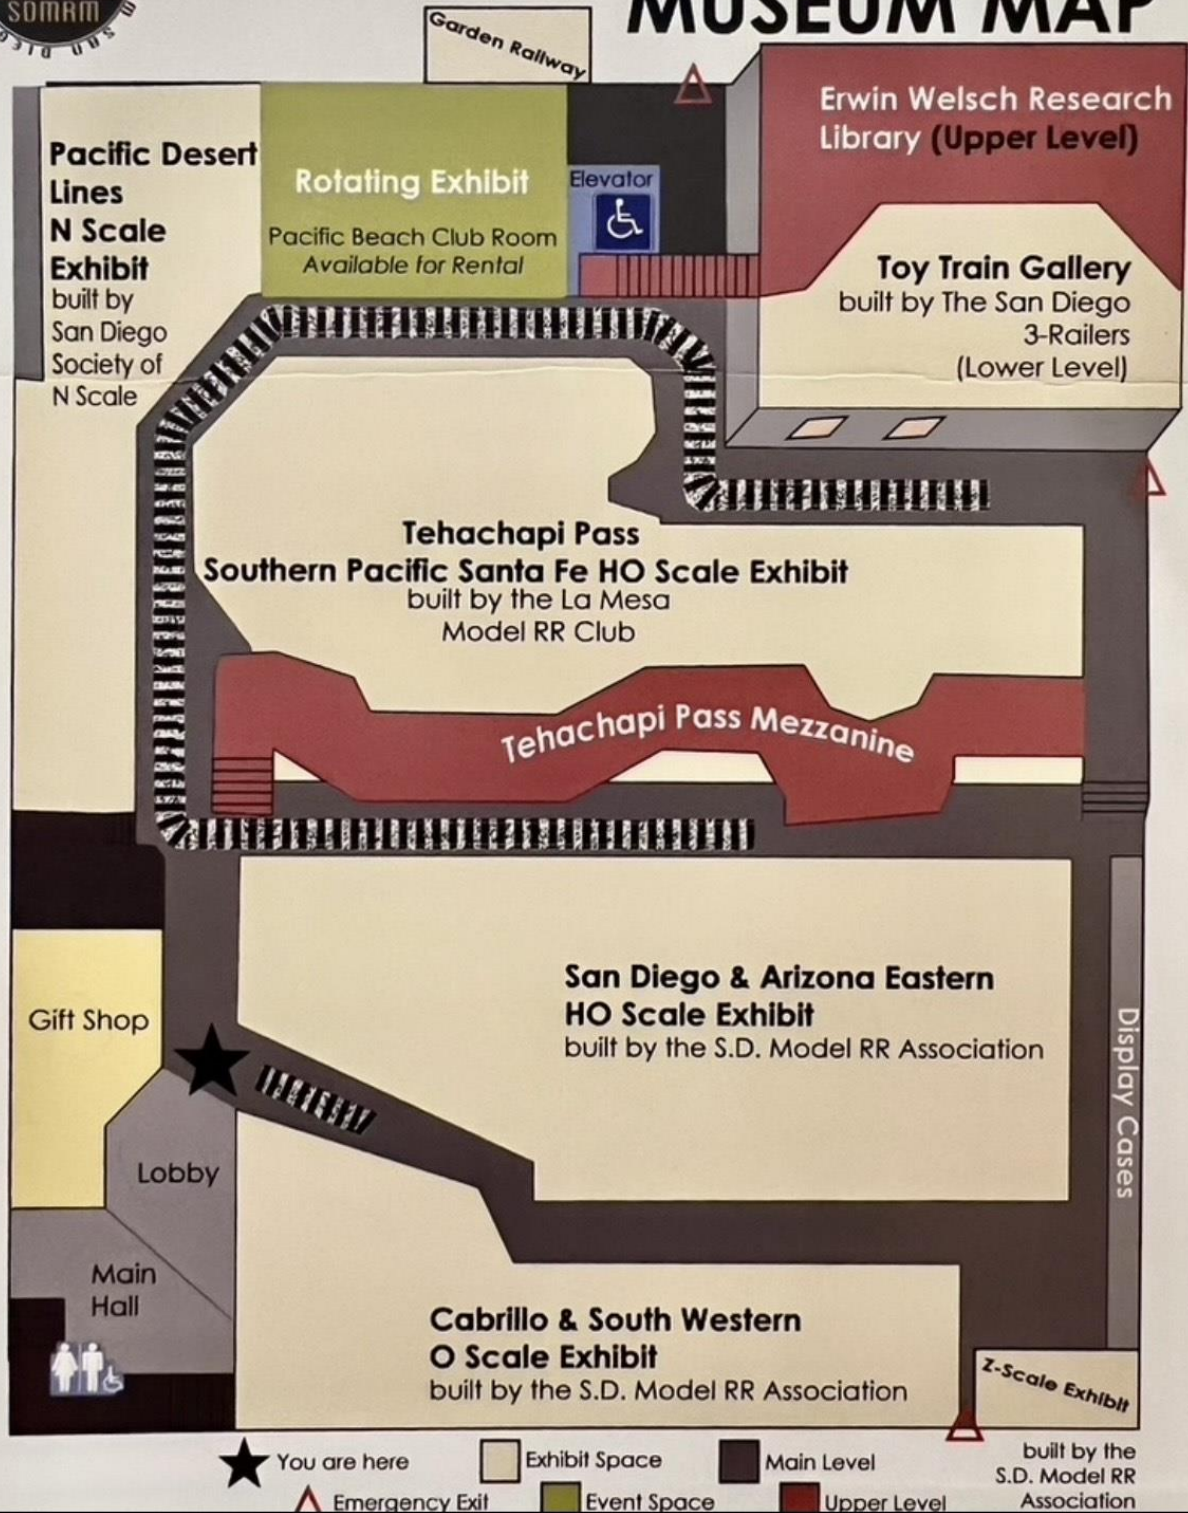 SDMRM
SAN DIEGO
MUSEUM MAP
Garden Railway
Erwin Welsch Research
Library (Upper Level)
Pacific Desert
Lines
N Scale
Exhibit
built by
San Diego
Society of
N Scale
Rotating Exhibit
Pacific Beach Club Room
Available for Rental
Elevator
Toy Train Gallery
built by The San Diego
3-Railers
(Lower Level)
Tehachapi Pass
Southern Pacific Santa Fe HO Scale Exhibit
built by the La Mesa
Model RR Club
Tehachapi Pass Mezzanine
San Diego & Arizona Eastern
HO Scale Exhibit
built by the S.D. Model RR Association
Gift Shop
Display Cases
Lobby
Main
Hall
Cabrillo & South Western
O Scale Exhibit
built by the S.D. Model RR Association
Z-Scale Exhibit
built by the
S.D. Model RR
Association
You are here
Exhibit Space
Main Level
Emergency Exit
Event Space
Upper Level